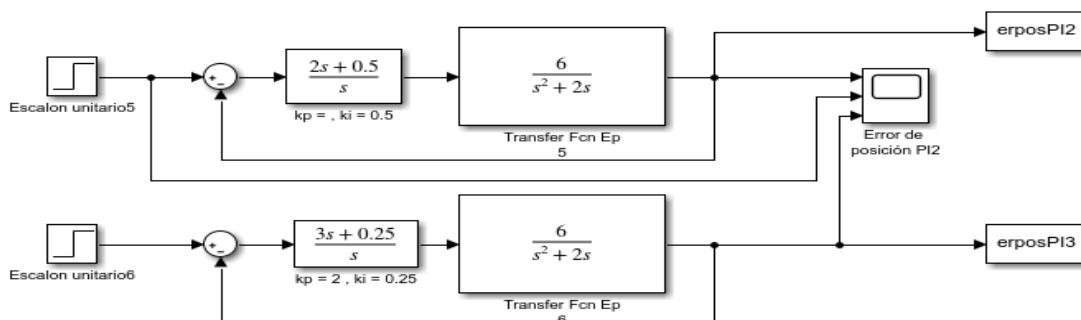 erposPI2
Escalon unitario5
+
−
2s + 0.5
s
kp = , ki = 0.5
6
s² + 2s
Transfer Fcn Ep
5
Error de
posición PI2
Escalon unitario6
+
−
3s + 0.25
s
kp = 2 , ki = 0.25
6
s² + 2s
Transfer Fcn Ep
erposPI3